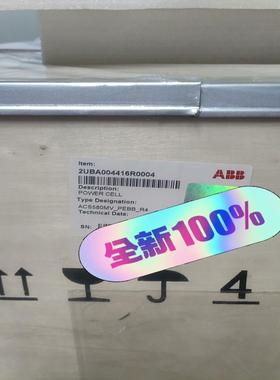 Item:
2UBA004416R0004
ABB
Description:
POWER CELL
Type Designation:
ACS580MV_PEBB_R4
Technical Data:
SN:
全新100%
4